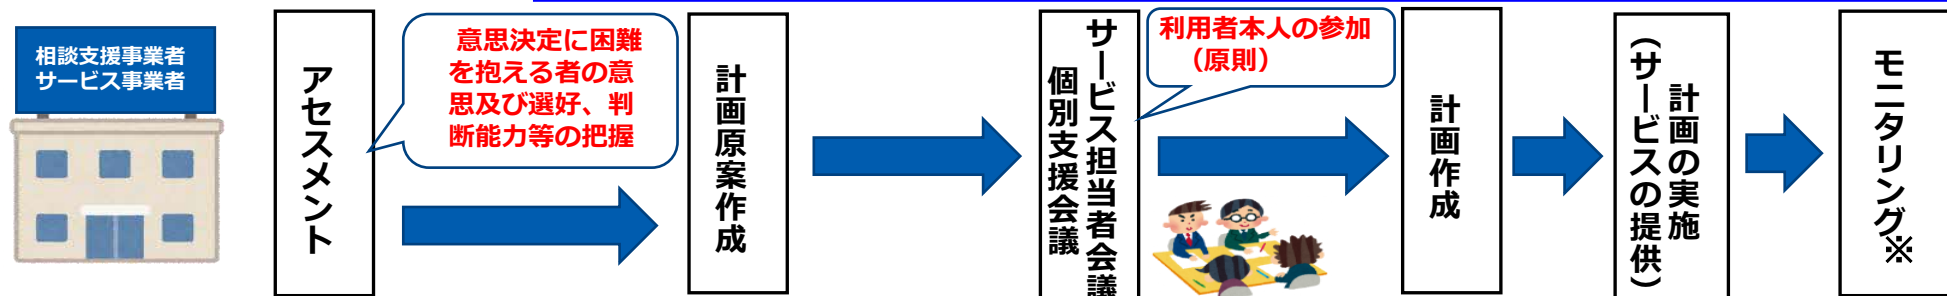 相談支援事業者
サービス事業者
アセスメント
意思決定に困難
を抱える者の意
思及び選好、判
断能力等の把握
計画原案作成
サービス担当者会議
個別支援会議
利用者本人の参加
(原則)
計画作成
計画の実施
(サービスの提供)
モニタリング※